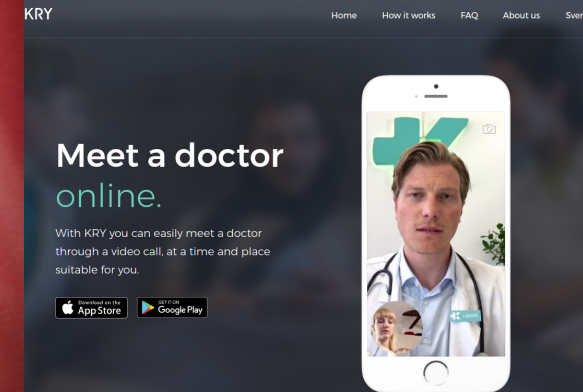 KRY
Home How it works FAQ About us
Meet a doctor
online.
With KRY you can easily meet a doctor
through a video call, at a time and place
suitable for you.
Download on the GET IT ON
App Store Google Play
LÄKARE